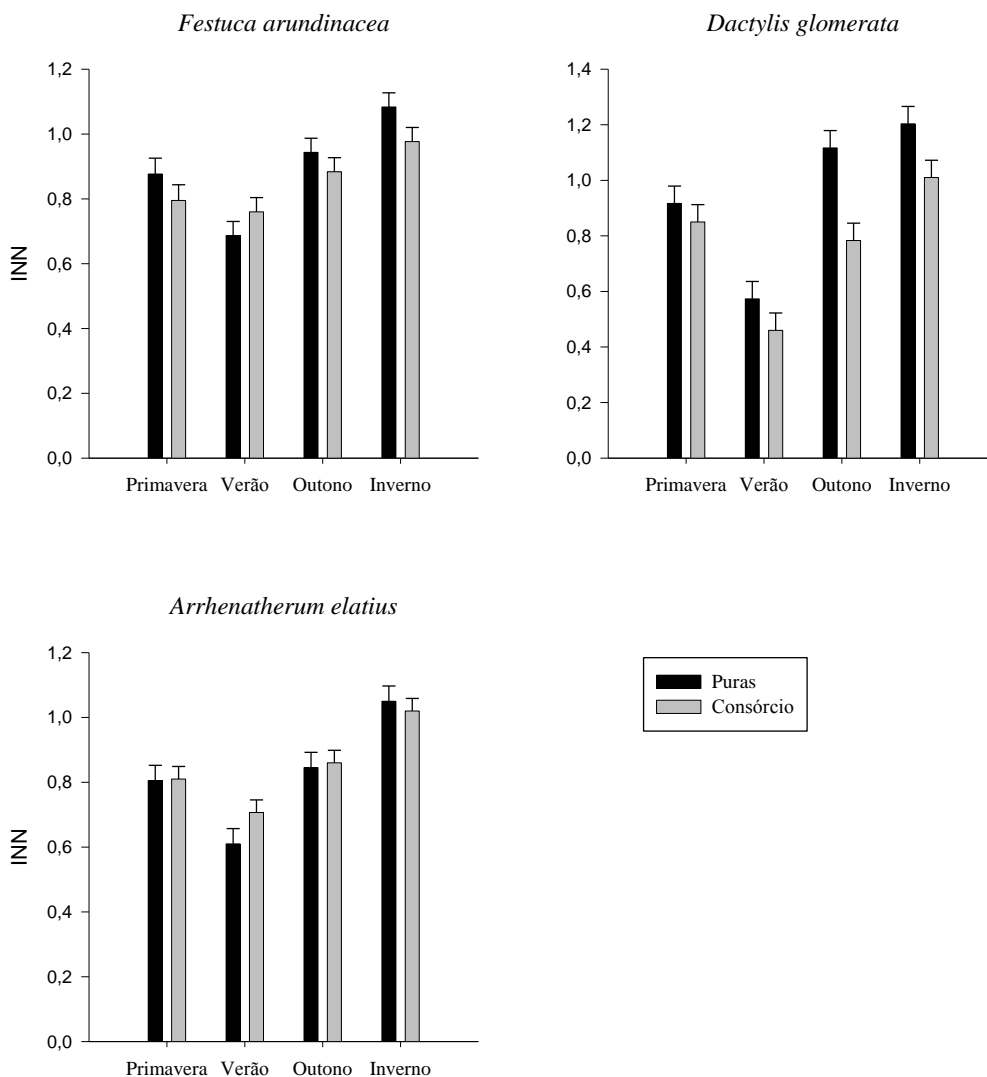 Festuca arundinacea
INN
1,2
1,0
0,8
0,6
0,4
0,2
0,0
Primavera Verão Outono Inverno
Dactylis glomerata
1,4
1,2
1,0
0,8
0,6
0,4
0,2
0,0
Primavera Verão Outono Inverno
Arrhenatherum elatius
INN
1,2
1,0
0,8
0,6
0,4
0,2
0,0
Primavera Verão Outono Inverno
Puras
Consórcio